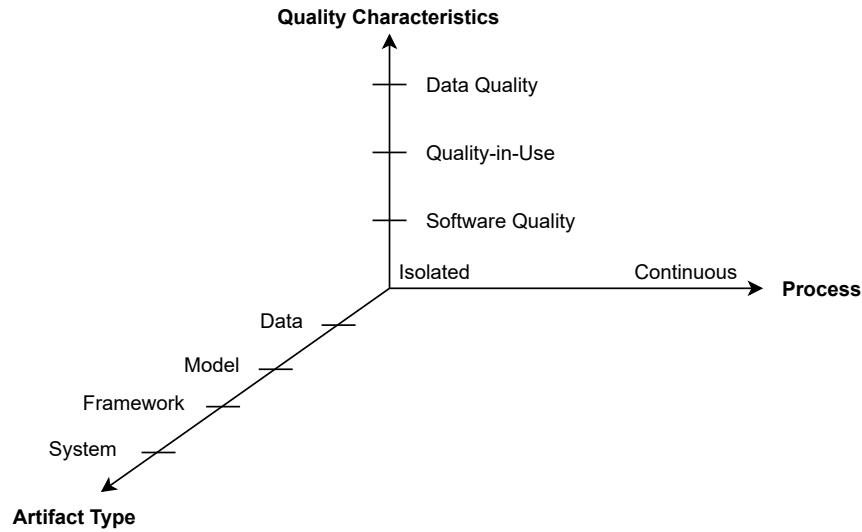 Quality Characteristics
Data Quality
Quality-in-Use
Software Quality
Isolated
Continuous
Process
Data
Model
Framework
System
Artifact Type